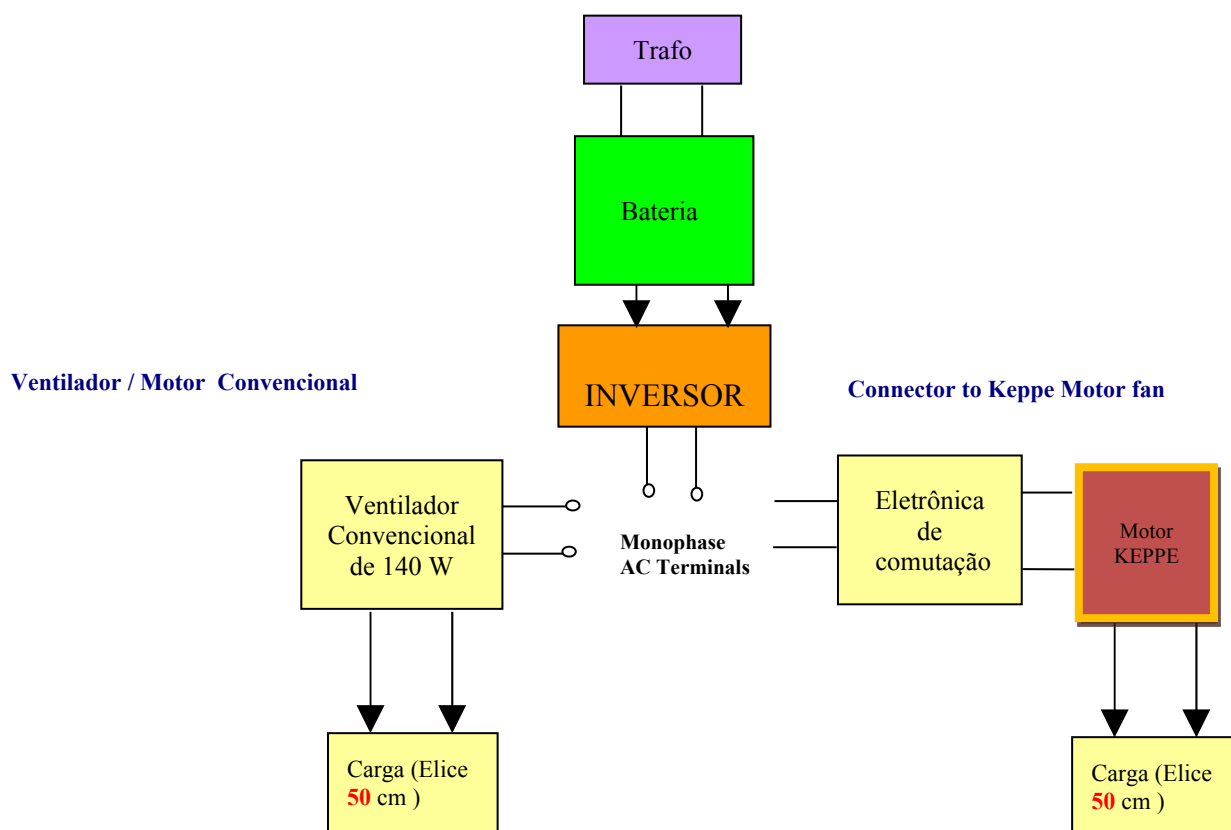 Trafo
Bateria
INVERSOR
Ventilador / Motor Convencional
Connector to Keppe Motor fan
Ventilador
Convencional
de 140 W
Monophase
AC Terminals
Eletrônica
de
comutação
Motor
KEPPE
Carga (Elice
50 cm )
Carga (Elice
50 cm )